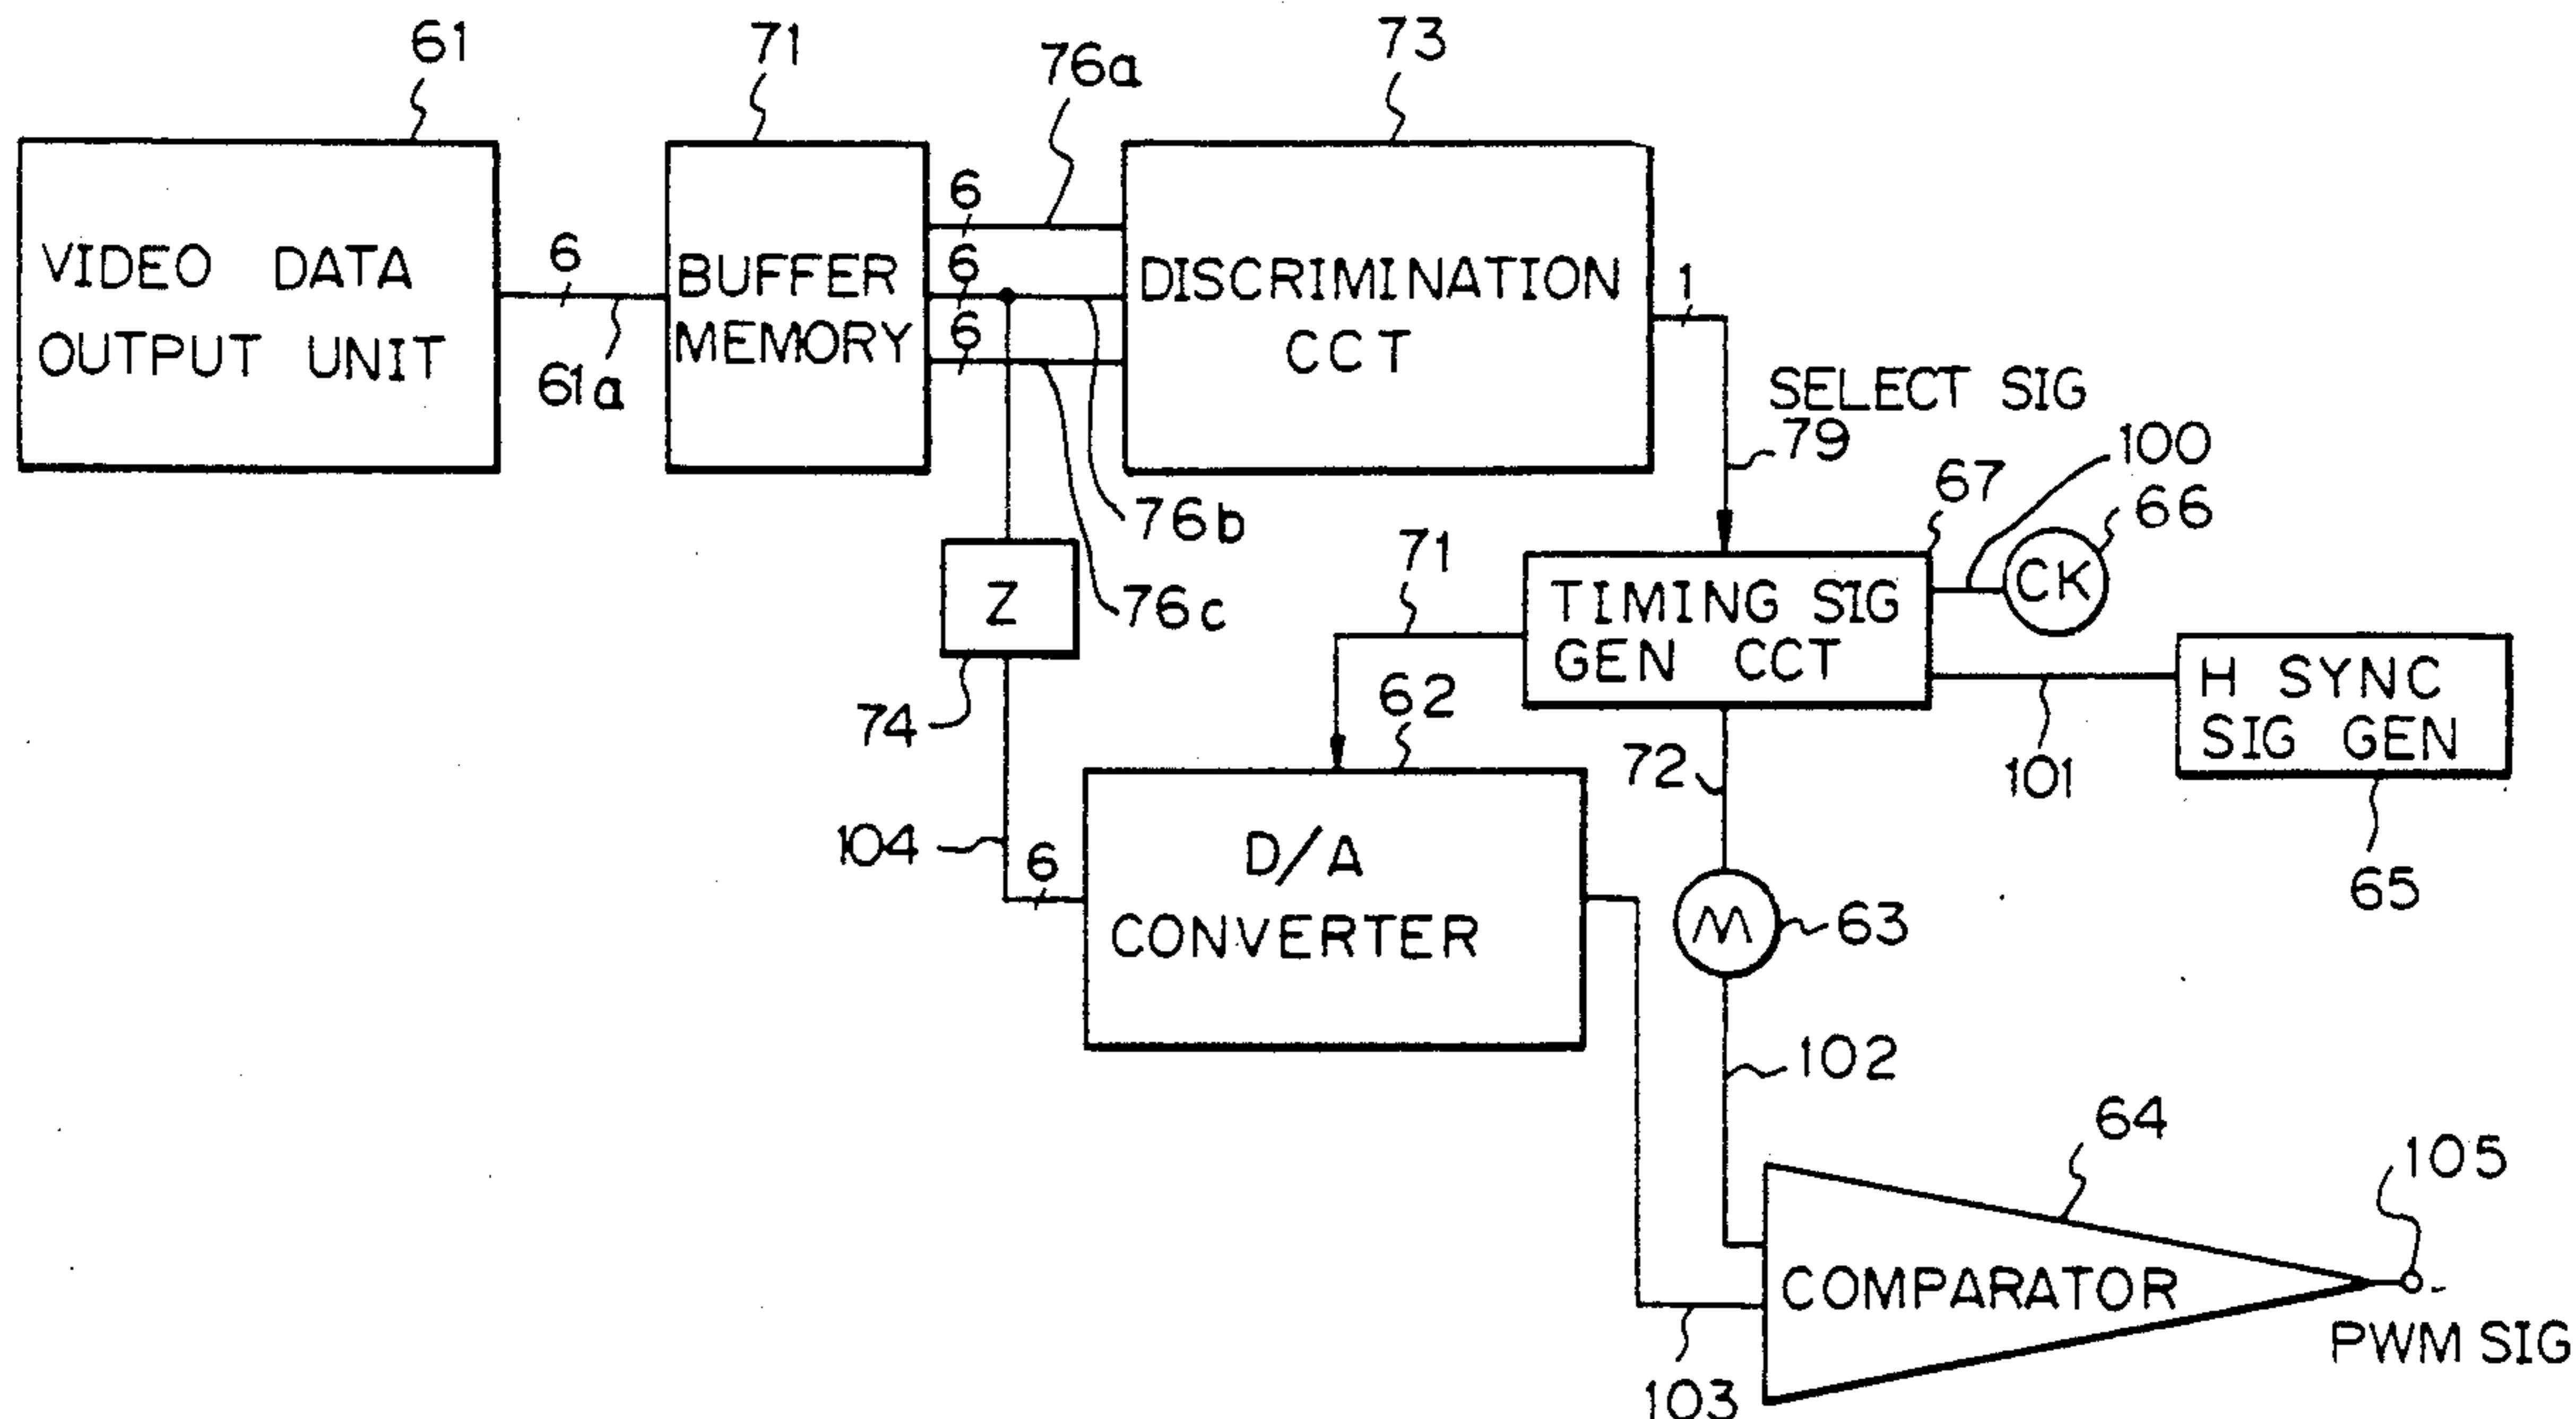 61
71
76a
73
VIDEO DATA
OUTPUT UNIT
6
61a
BUFFER
MEMORY
6
6
6
DISCRIMINATION
CCT
1
SELECT SIG
79
100
67
66
76b
76c
71
Z
74
TIMING SIG
GEN CCT
CK
H SYNC
SIG GEN
101
65
62
72
104
6
D/A
CONVERTER
63
102
64
105
COMPARATOR
PWM SIG
103